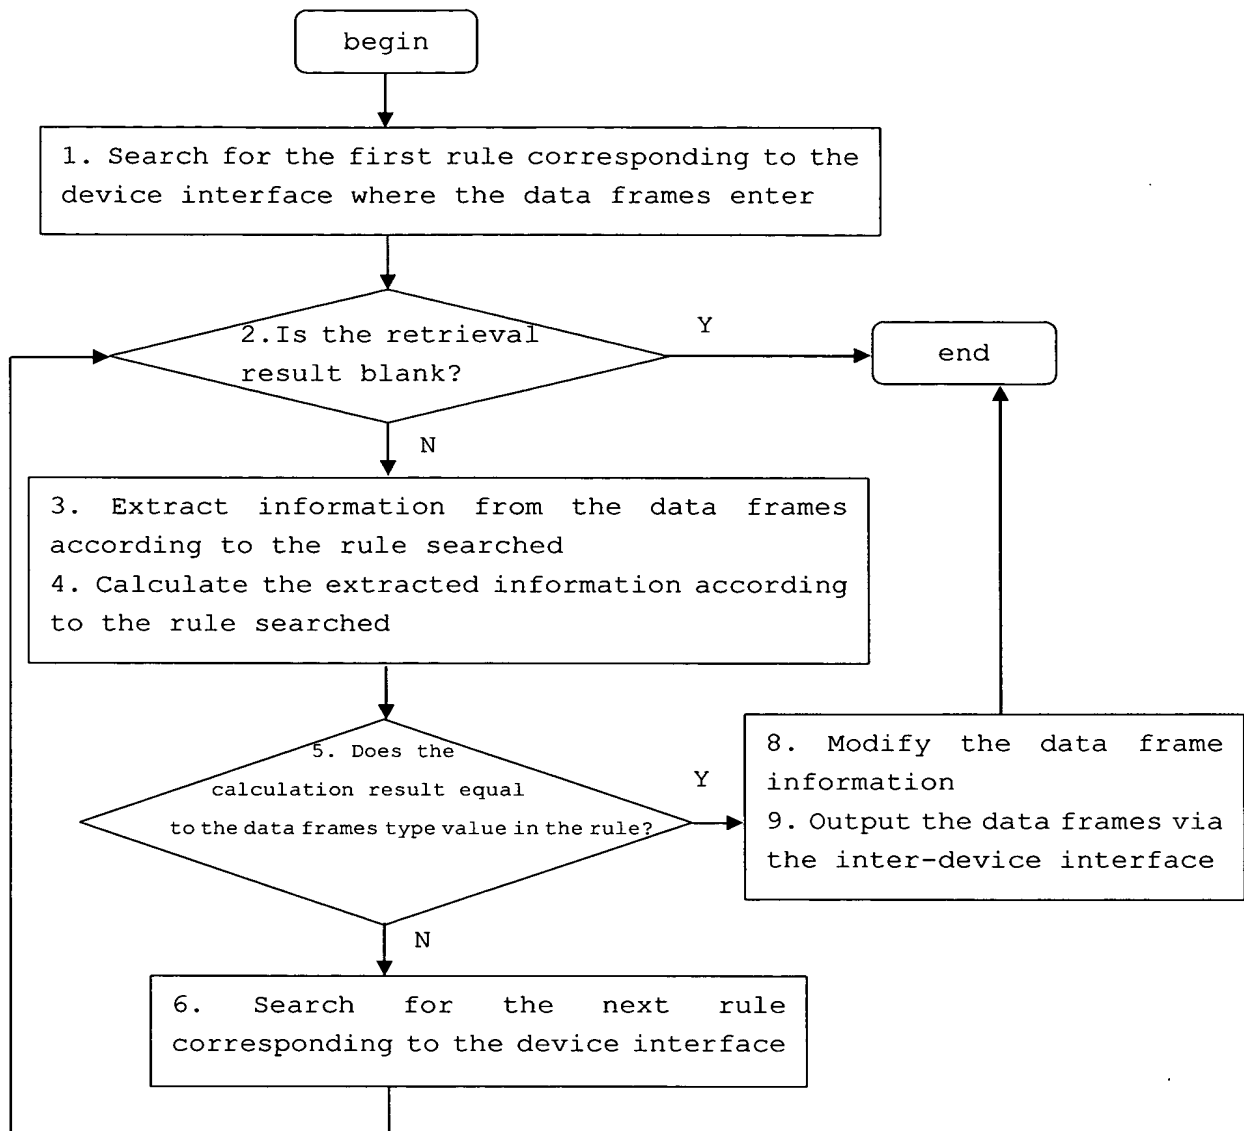 begin
1. Search for the first rule corresponding to the
device interface where the data frames enter
2.Is the retrieval
result blank?
Y
end
N
3. Extract information from the data frames
according to the rule searched
4. Calculate the extracted information according
to the rule searched
5. Does the
calculation result equal
to the data frames type value in the rule?
Y
8. Modify the data frame
information
9. Output the data frames via
the inter-device interface
N
6. Search for the next rule
corresponding to the device interface